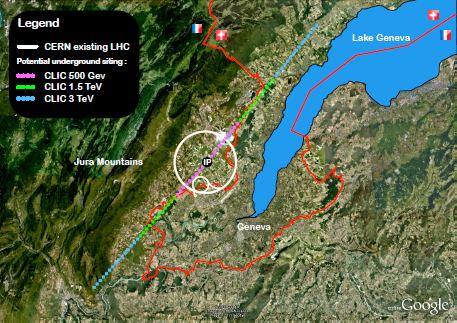 Legend
CERN existing LHC
Potential underground siting :
CLIC 500 Gev
CLIC 1.5 TeV
CLIC 3 TeV
Lake Geneva
Jura Mountains
IP
Geneva
Google